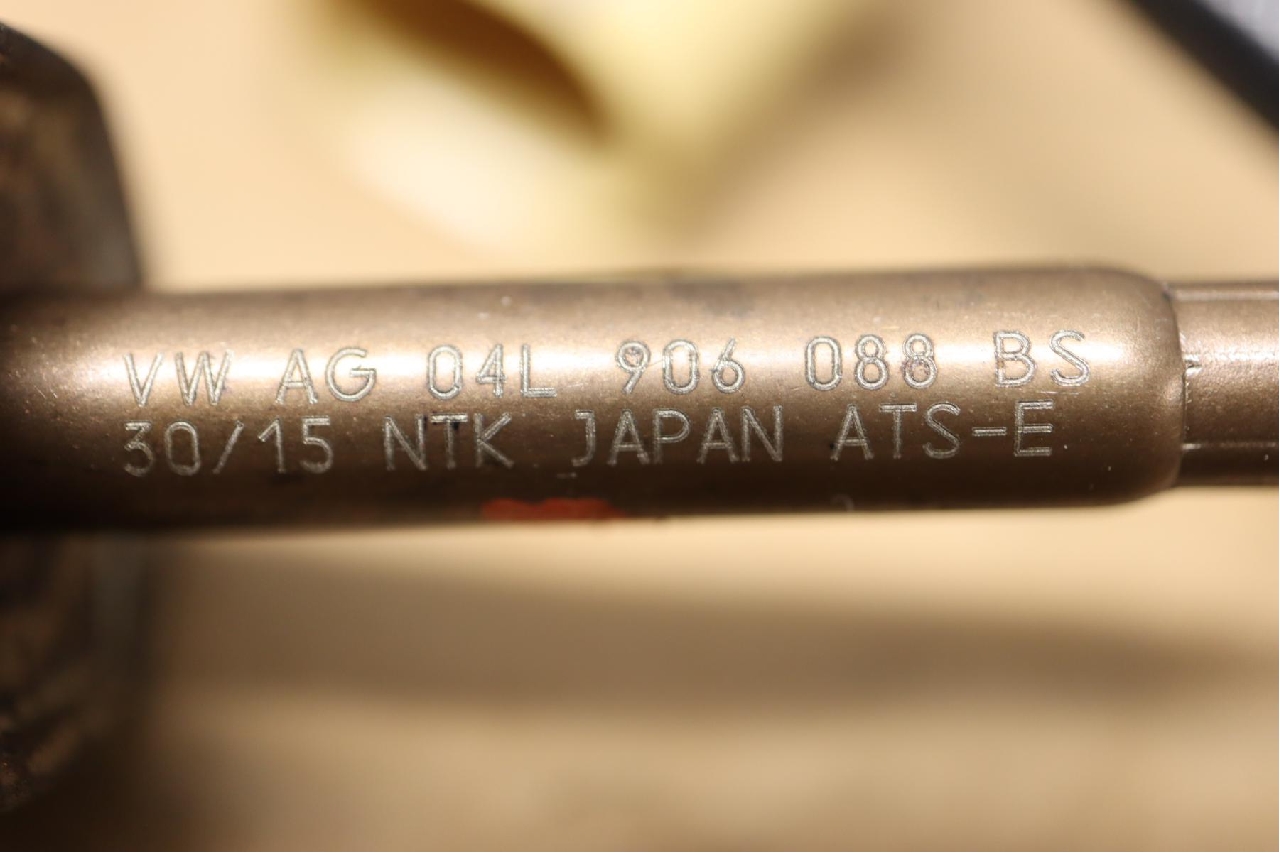 VW AG 04L 906 088 BS
30/15 NTK JAPAN ATS-E